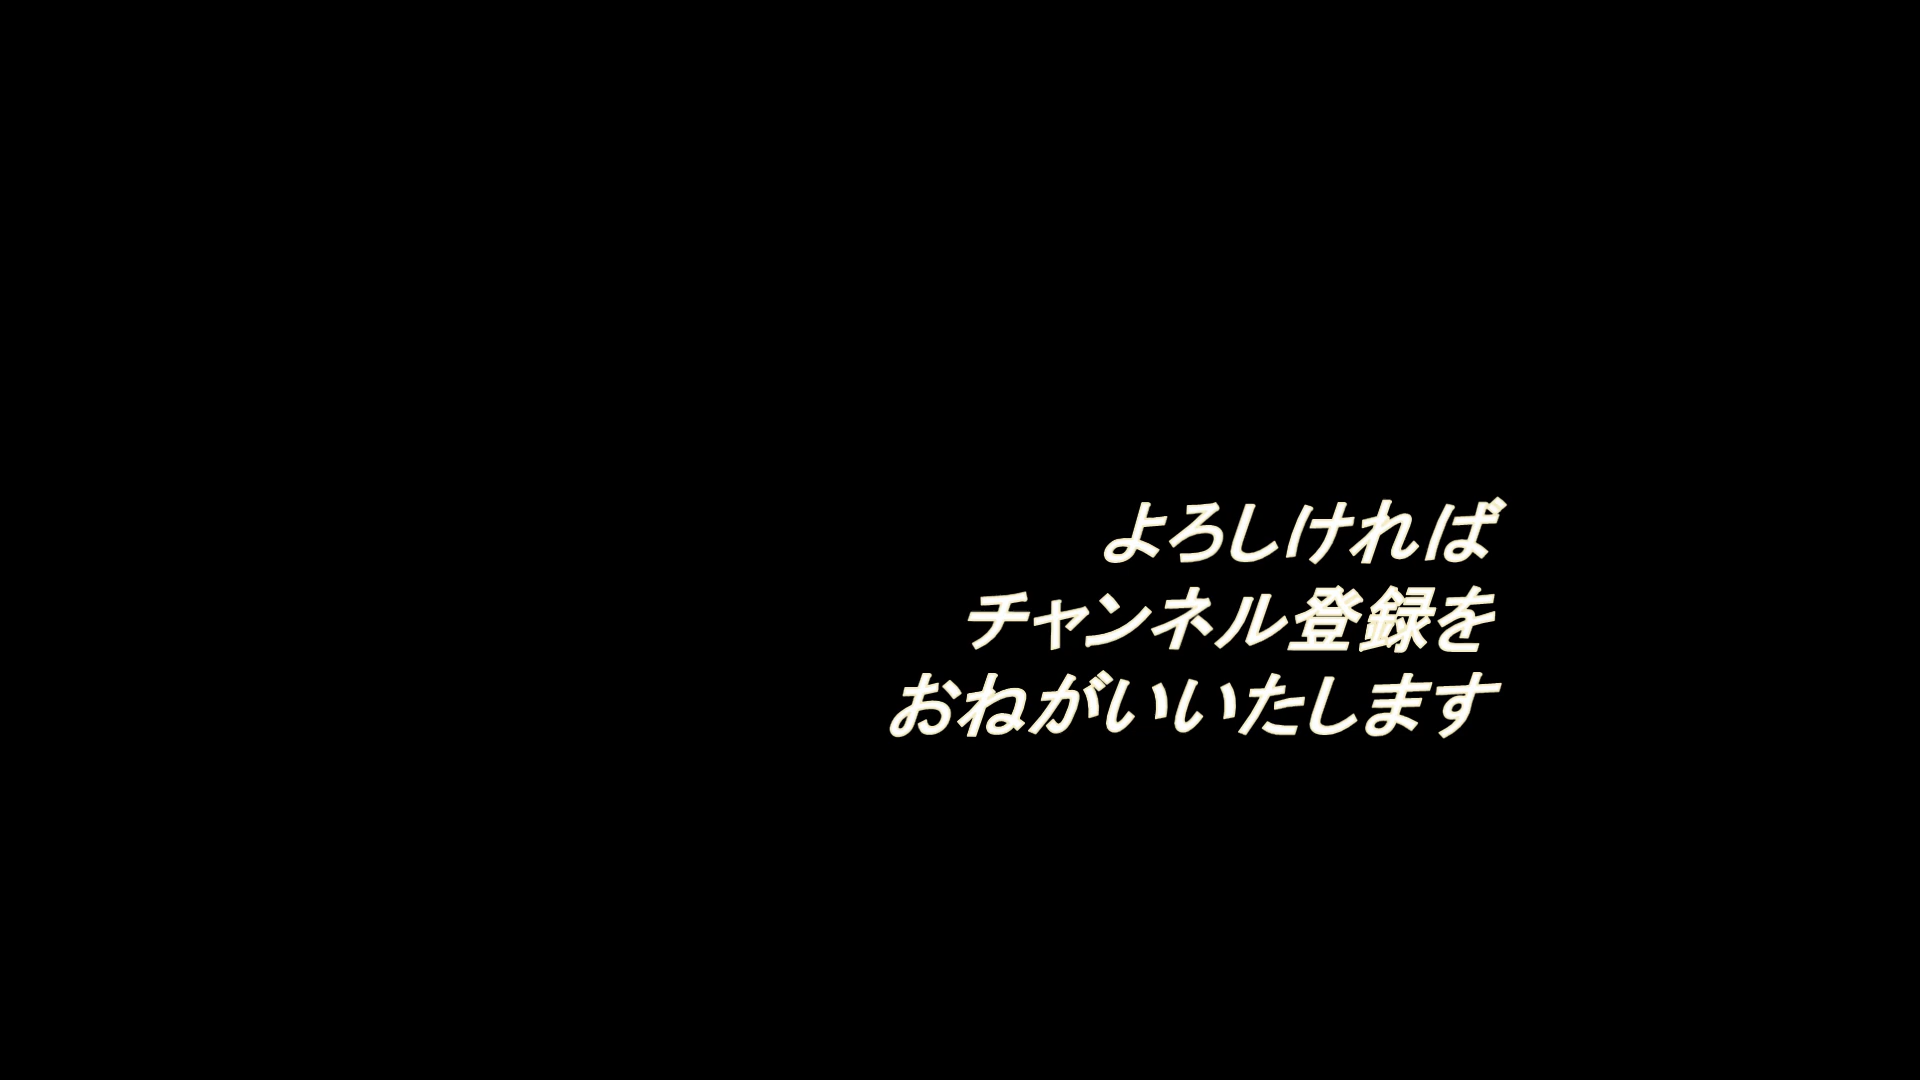 よろしければ
チャンネル登録を
おねがいいたします